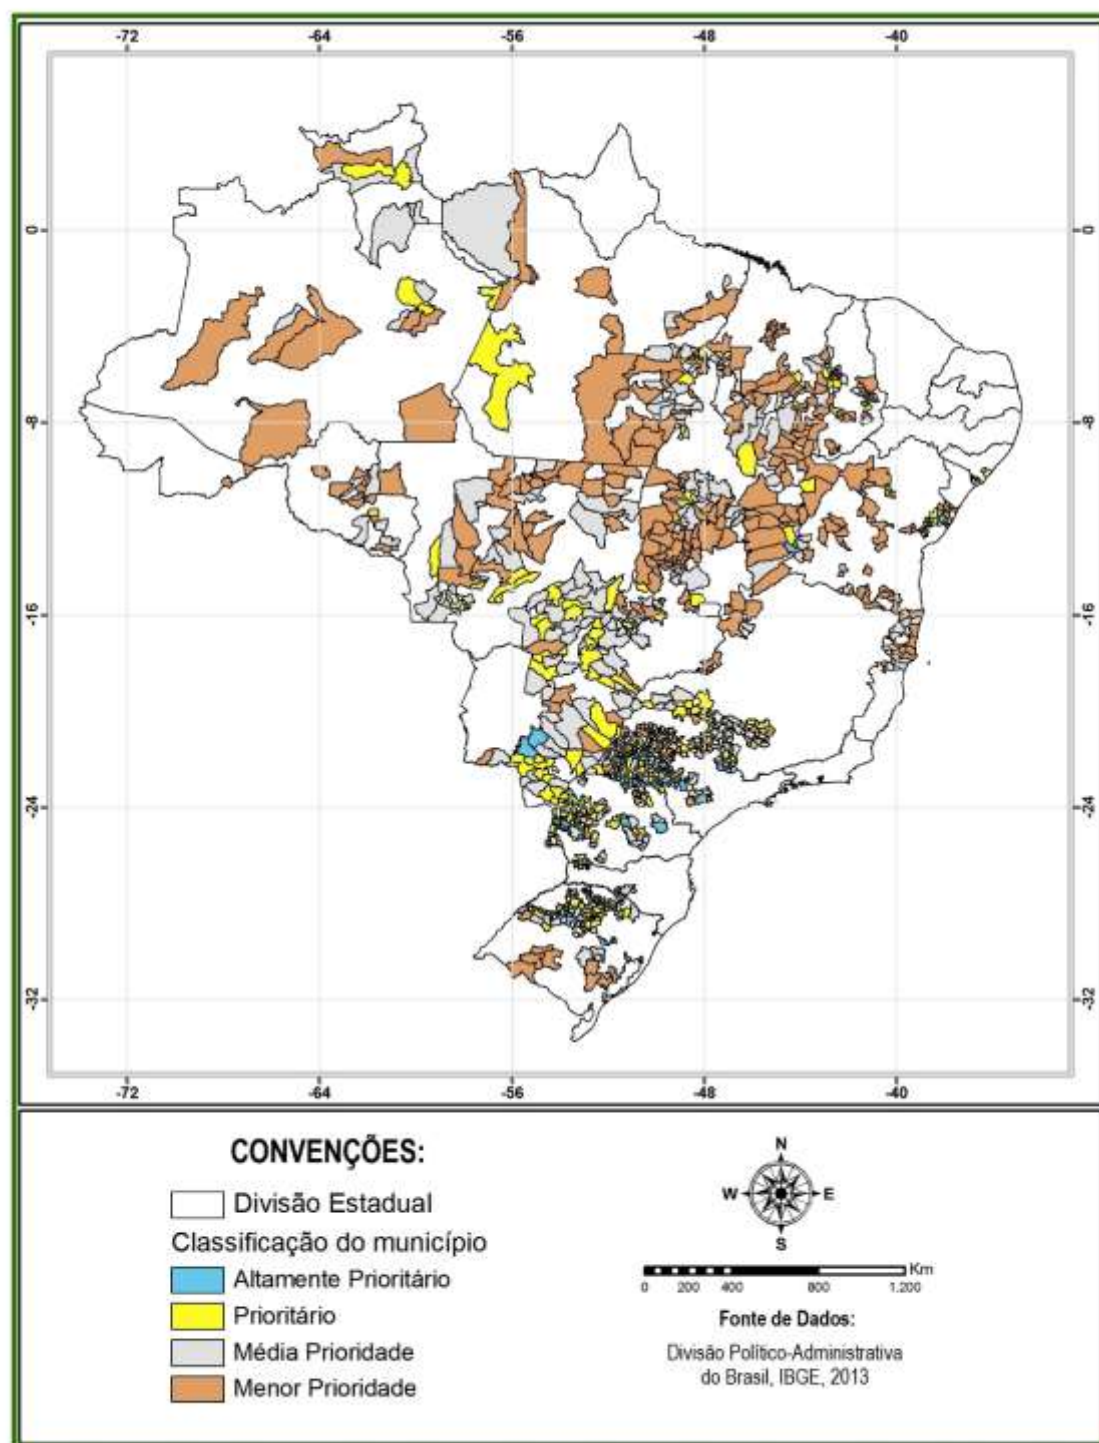 -72 -64 -56 -48 -40
0 0
-8 -8
-16 -16
-24 -24
-32 -32
-72 -64 -56 -48 -40
CONVENÇÕES:
Divisão Estadual
Classificação do município
Altamente Prioritário
Prioritário
Média Prioridade
Menor Prioridade
N
W E
S
Km
0 200 400 800 1.200
Fonte de Dados:
Divisão Político-Administrativa
do Brasil, IBGE, 2013